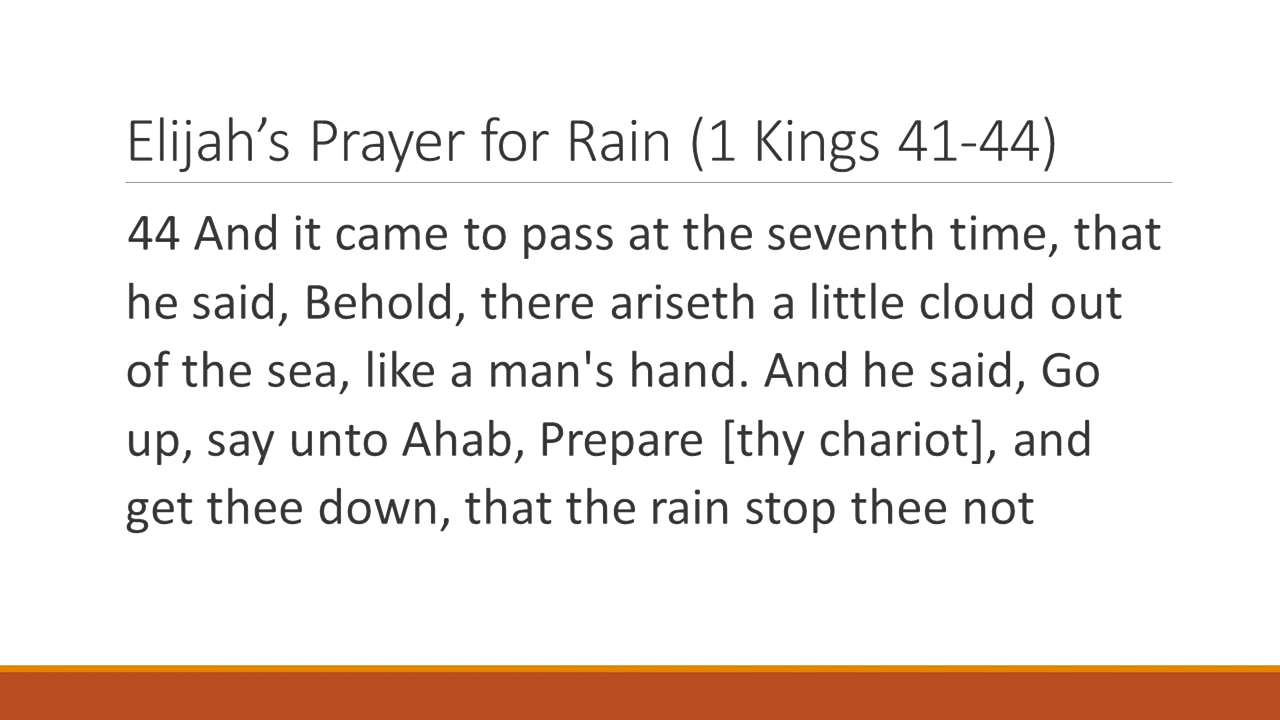 Elijah’s Prayer for Rain (1 Kings 41-44)
44 And it came to pass at the seventh time, that
he said, Behold, there ariseth a little cloud out
of the sea, like a man's hand. And he said, Go
up, say unto Ahab, Prepare [thy chariot], and
get thee down, that the rain stop thee not